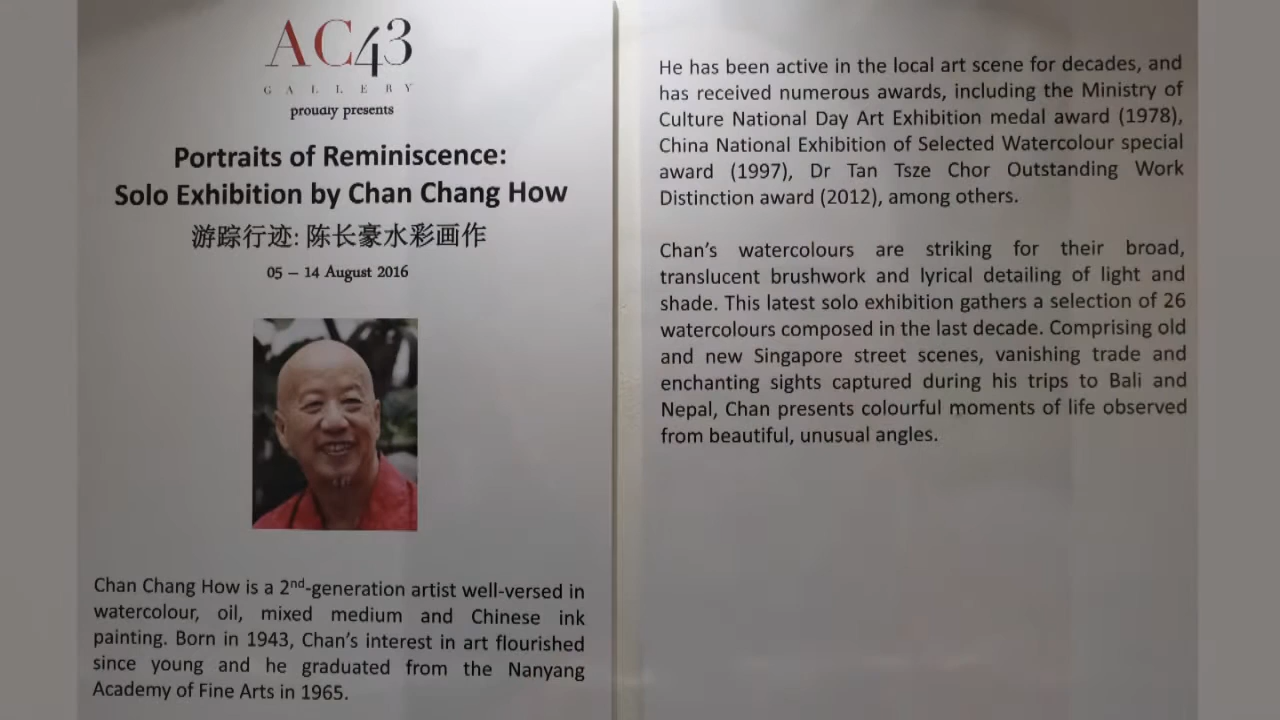 AC43
GALLERY
proudly presents
Portraits of Reminiscence:
Solo Exhibition by Chan Chang How
游踪行迹: 陈长豪水彩画作
05 – 14 August 2016
Chan Chang How is a 2nd-generation artist well-versed in
watercolour, oil, mixed medium and Chinese ink
painting. Born in 1943, Chan's interest in art flourished
since young and he graduated from the Nanyang
Academy of Fine Arts in 1965.
He has been active in the local art scene for decades, and
has received numerous awards, including the Ministry of
Culture National Day Art Exhibition medal award (1978),
China National Exhibition of Selected Watercolour special
award (1997), Dr Tan Tsze Chor Outstanding Work
Distinction award (2012), among others.
Chan's watercolours are striking for their broad,
translucent brushwork and lyrical detailing of light and
shade. This latest solo exhibition gathers a selection of 26
watercolours composed in the last decade. Comprising old
and new Singapore street scenes, vanishing trade and
enchanting sights captured during his trips to Bali and
Nepal, Chan presents colourful moments of life observed
from beautiful, unusual angles.